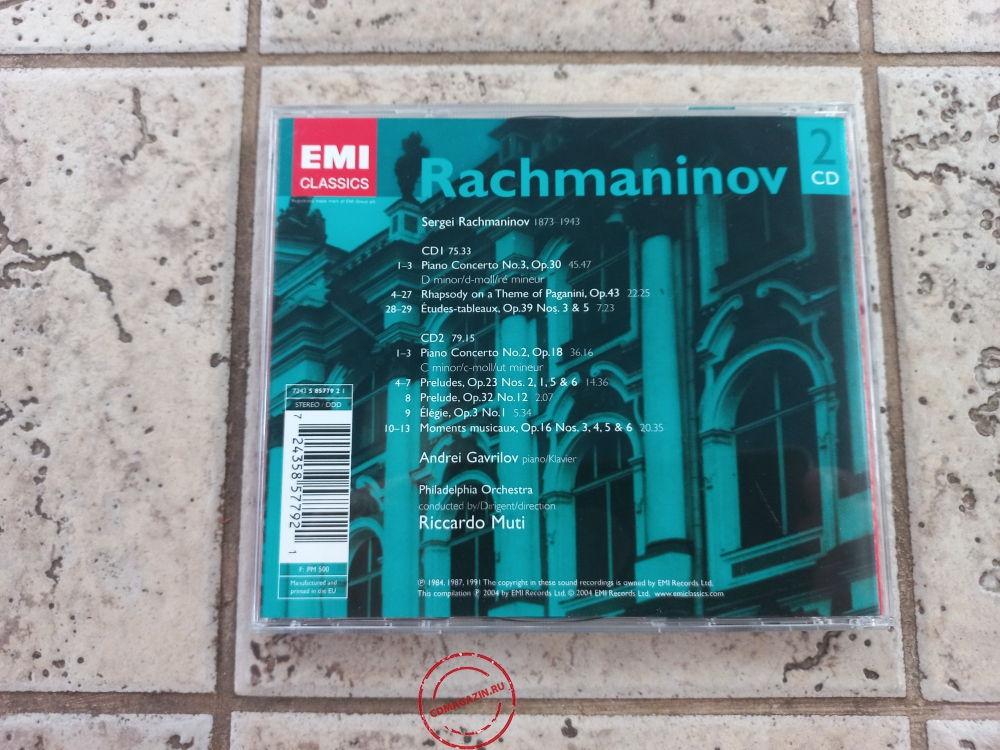 EMI
CLASSICS
Rachmaninov
2
CD
Sergei Rachmaninov 1873-1943
CD1 75.33
1–3 Piano Concerto No.3, Op.30 45.47
D minor/d-moll/ré mineur
4–27 Rhapsody on a Theme of Paganini, Op.43 22.25
28–29 Études-tableaux, Op.39 Nos. 3 & 5 7.23
CD2 79.15
1–3 Piano Concerto No.2, Op.18 36.16
C minor/c-moll/ut mineur
4–7 Preludes, Op.23 Nos. 2, 1, 5 & 6 14.36
8 Prelude, Op.32 No.12 2.07
9 Élégie, Op.3 No.1 5.34
10–13 Moments musicaux, Op.16 Nos. 3, 4, 5 & 6 20.35
Andrei Gavrilov piano/Klavier
Philadelphia Orchestra
conducted by/Dirigent/direction
Riccardo Muti
℗ 1984, 1987, 1991 The copyright in these sound recordings is owned by EMI Records Ltd.
This compilation ℗ 2004 by EMI Records Ltd. © 2004 EMI Records Ltd. www.emiclassics.com
7243 5 85779 2 1
STEREO : DDD
7 24358 57792 1
F: PM 500
Manufactured and
printed in the EU
CDMAGAZIN.RU